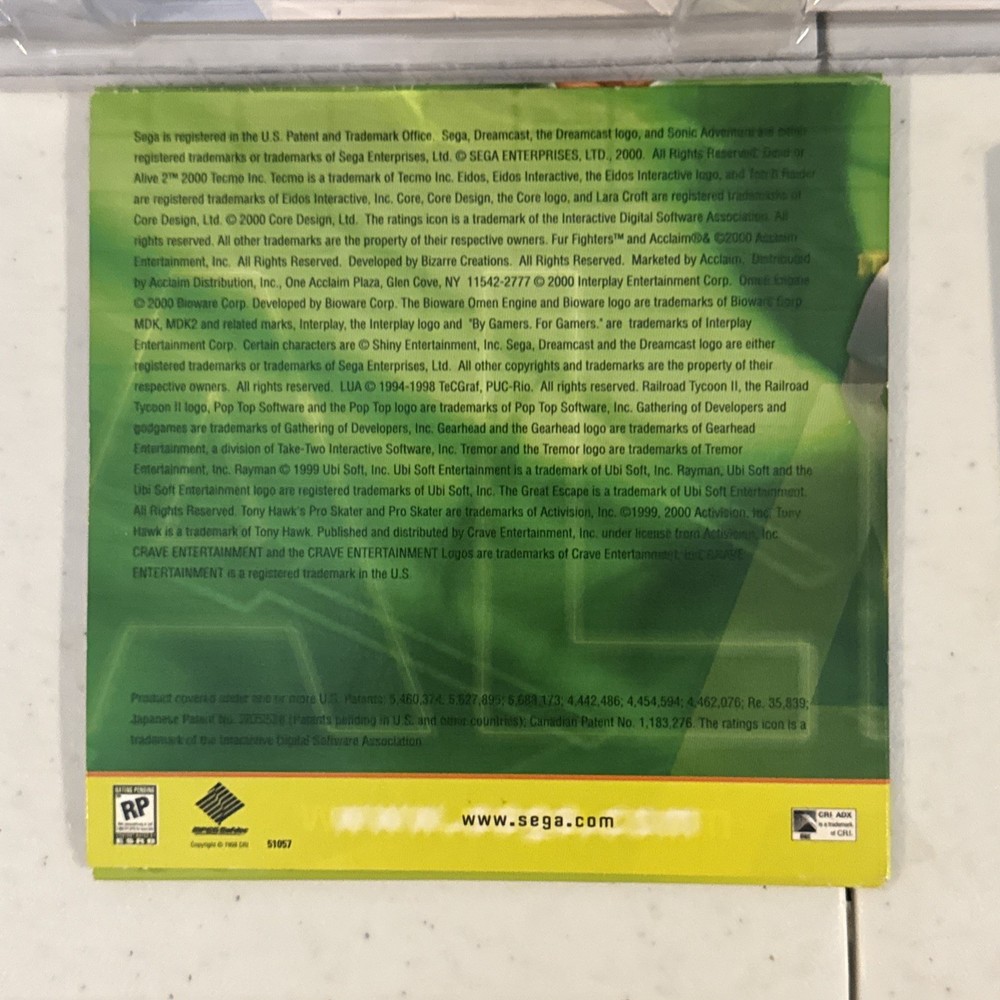 Sega is registered in the U.S. Patent and Trademark Office. Sega, Dreamcast, the Dreamcast logo, and Sonic Adventure are other
registered trademarks or trademarks of Sega Enterprises, Ltd. © SEGA ENTERPRISES, LTD., 2000. All Rights Reserved. Dead or
Alive 2™ 2000 Tecmo Inc. Tecmo is a trademark of Tecmo Inc. Eidos, Eidos Interactive, the Eidos Interactive logo, and Tomb Raider
are registered trademarks of Eidos Interactive, Inc. Core, Core Design, the Core logo, and Lara Croft are registered trademarks of
Core Design, Ltd. © 2000 Core Design, Ltd. The ratings icon is a trademark of the Interactive Digital Software Association. All
rights reserved. All other trademarks are the property of their respective owners. Fur Fighters™ and Acclaim®& ©2000 Acclaim
Entertainment, Inc. All Rights Reserved. Developed by Bizarre Creations. All Rights Reserved. Marketed by Acclaim. Distributed
by Acclaim Distribution, Inc., One Acclaim Plaza, Glen Cove, NY 11542-2777 © 2000 Interplay Entertainment Corp. Omen Engine
© 2000 Bioware Corp. Developed by Bioware Corp. The Bioware Omen Engine and Bioware logo are trademarks of Bioware Corp.
MDK, MDK2 and related marks, Interplay, the Interplay logo and "By Gamers. For Gamers." are trademarks of Interplay
Entertainment Corp. Certain characters are © Shiny Entertainment, Inc. Sega, Dreamcast and the Dreamcast logo are either
registered trademarks or trademarks of Sega Enterprises, Ltd. All other copyrights and trademarks are the property of their
respective owners. All rights reserved. LUA © 1994-1998 TeCGraf, PUC-Rio. All rights reserved. Railroad Tycoon II, the Railroad
Tycoon II logo, Pop Top Software and the Pop Top logo are trademarks of Pop Top Software, Inc. Gathering of Developers and
godgames are trademarks of Gathering of Developers, Inc. Gearhead and the Gearhead logo are trademarks of Gearhead
Entertainment, a division of Take-Two Interactive Software, Inc. Tremor and the Tremor logo are trademarks of Tremor
Entertainment, Inc. Rayman © 1999 Ubi Soft, Inc. Ubi Soft Entertainment is a trademark of Ubi Soft, Inc. Rayman, Ubi Soft and the
Ubi Soft Entertainment logo are registered trademarks of Ubi Soft, Inc. The Great Escape is a trademark of Ubi Soft Entertainment.
All Rights Reserved. Tony Hawk's Pro Skater and Pro Skater are trademarks of Activision, Inc. ©1999, 2000 Activision, Inc. Tony
Hawk is a trademark of Tony Hawk. Published and distributed by Crave Entertainment, Inc. under license from Activision, Inc.
CRAVE ENTERTAINMENT and the CRAVE ENTERTAINMENT Logos are trademarks of Crave Entertainment, Inc. CRAVE
ENTERTAINMENT is a registered trademark in the U.S.
Product covered under one or more U.S. Patents: 5,460,374; 5,627,895; 5,688,173; 4,442,486; 4,454,594; 4,462,076; Re. 35,839;
Japanese Patent No. (Patents pending in U.S. and other countries); Canadian Patent No. 1,183,276. The ratings icon is a
trademark of the Interactive Digital Software Association.
RATING PENDING
RP
ESRB
www.sega.com
51057
CRI ADX
is a trademark
of CRI.